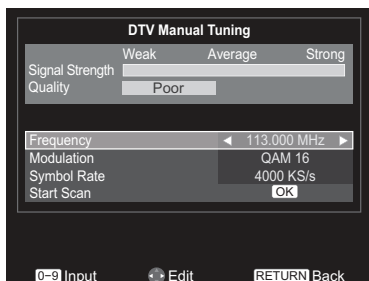 DTV Manual Tuning
Weak Average Strong
Signal Strength
Quality Poor
Frequency ◀ 113.000 MHz ▶
Modulation QAM 16
Symbol Rate 4000 KS/s
Start Scan OK
0~9 Input Edit RETURN Back